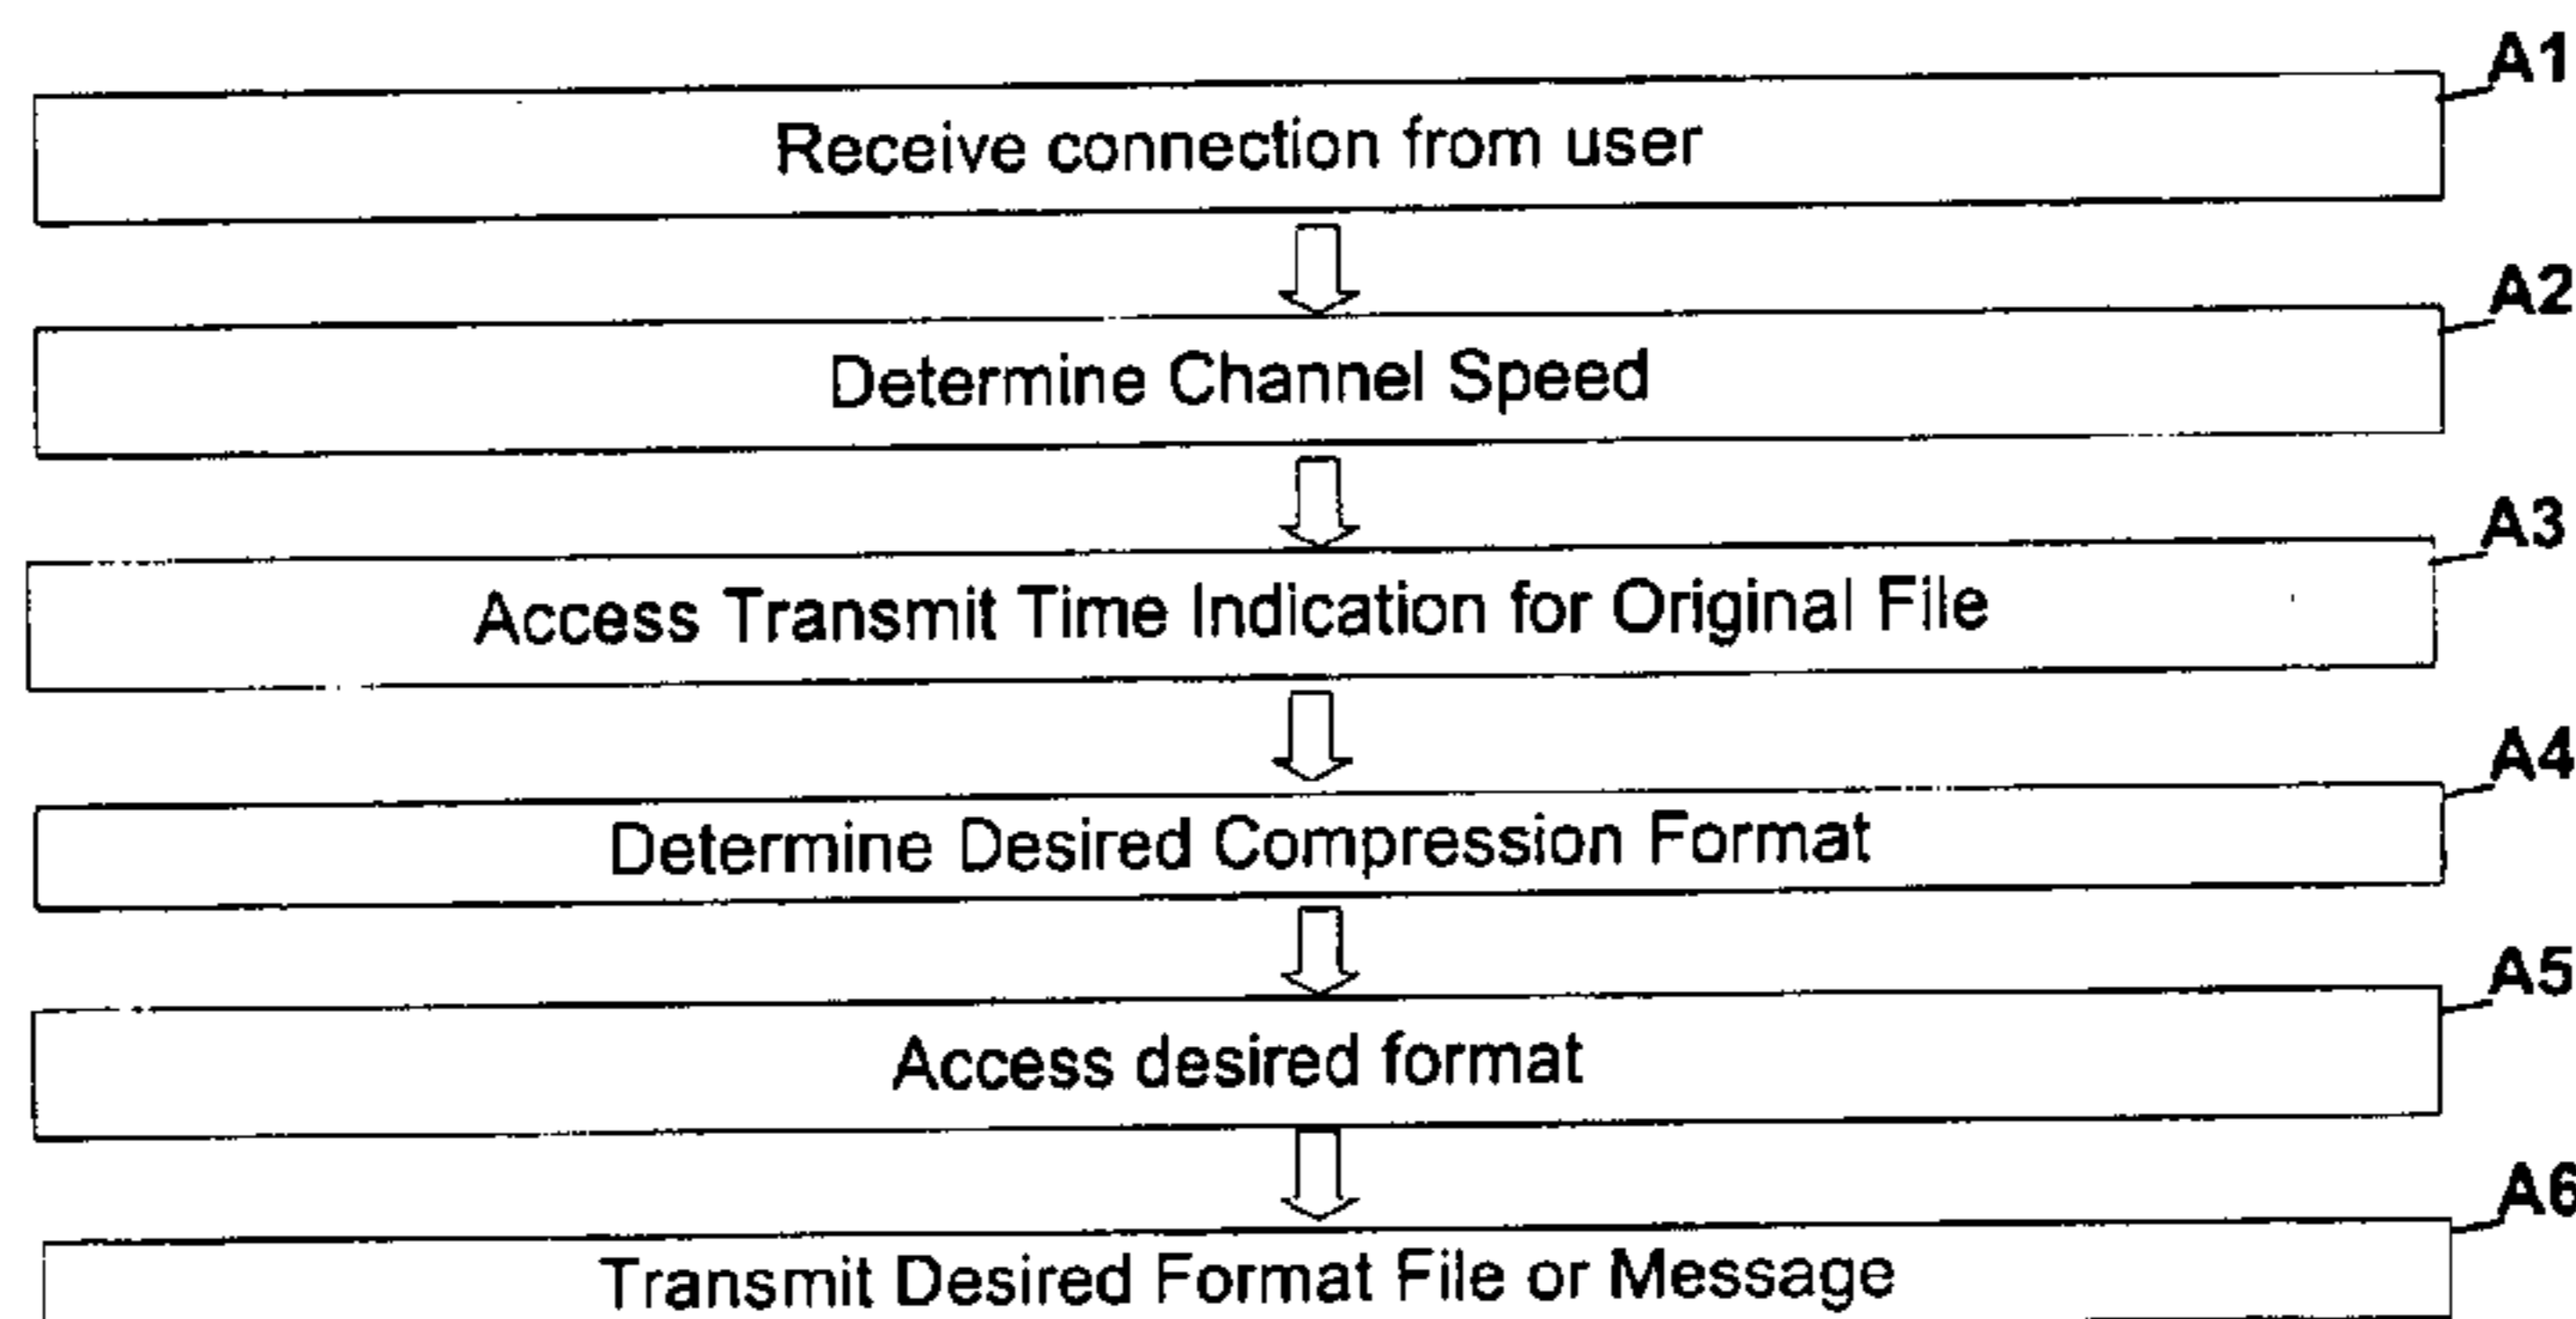 A1
Receive connection from user
A2
Determine Channel Speed
A3
Access Transmit Time Indication for Original File
A4
Determine Desired Compression Format
A5
Access desired format
A6
Transmit Desired Format File or Message